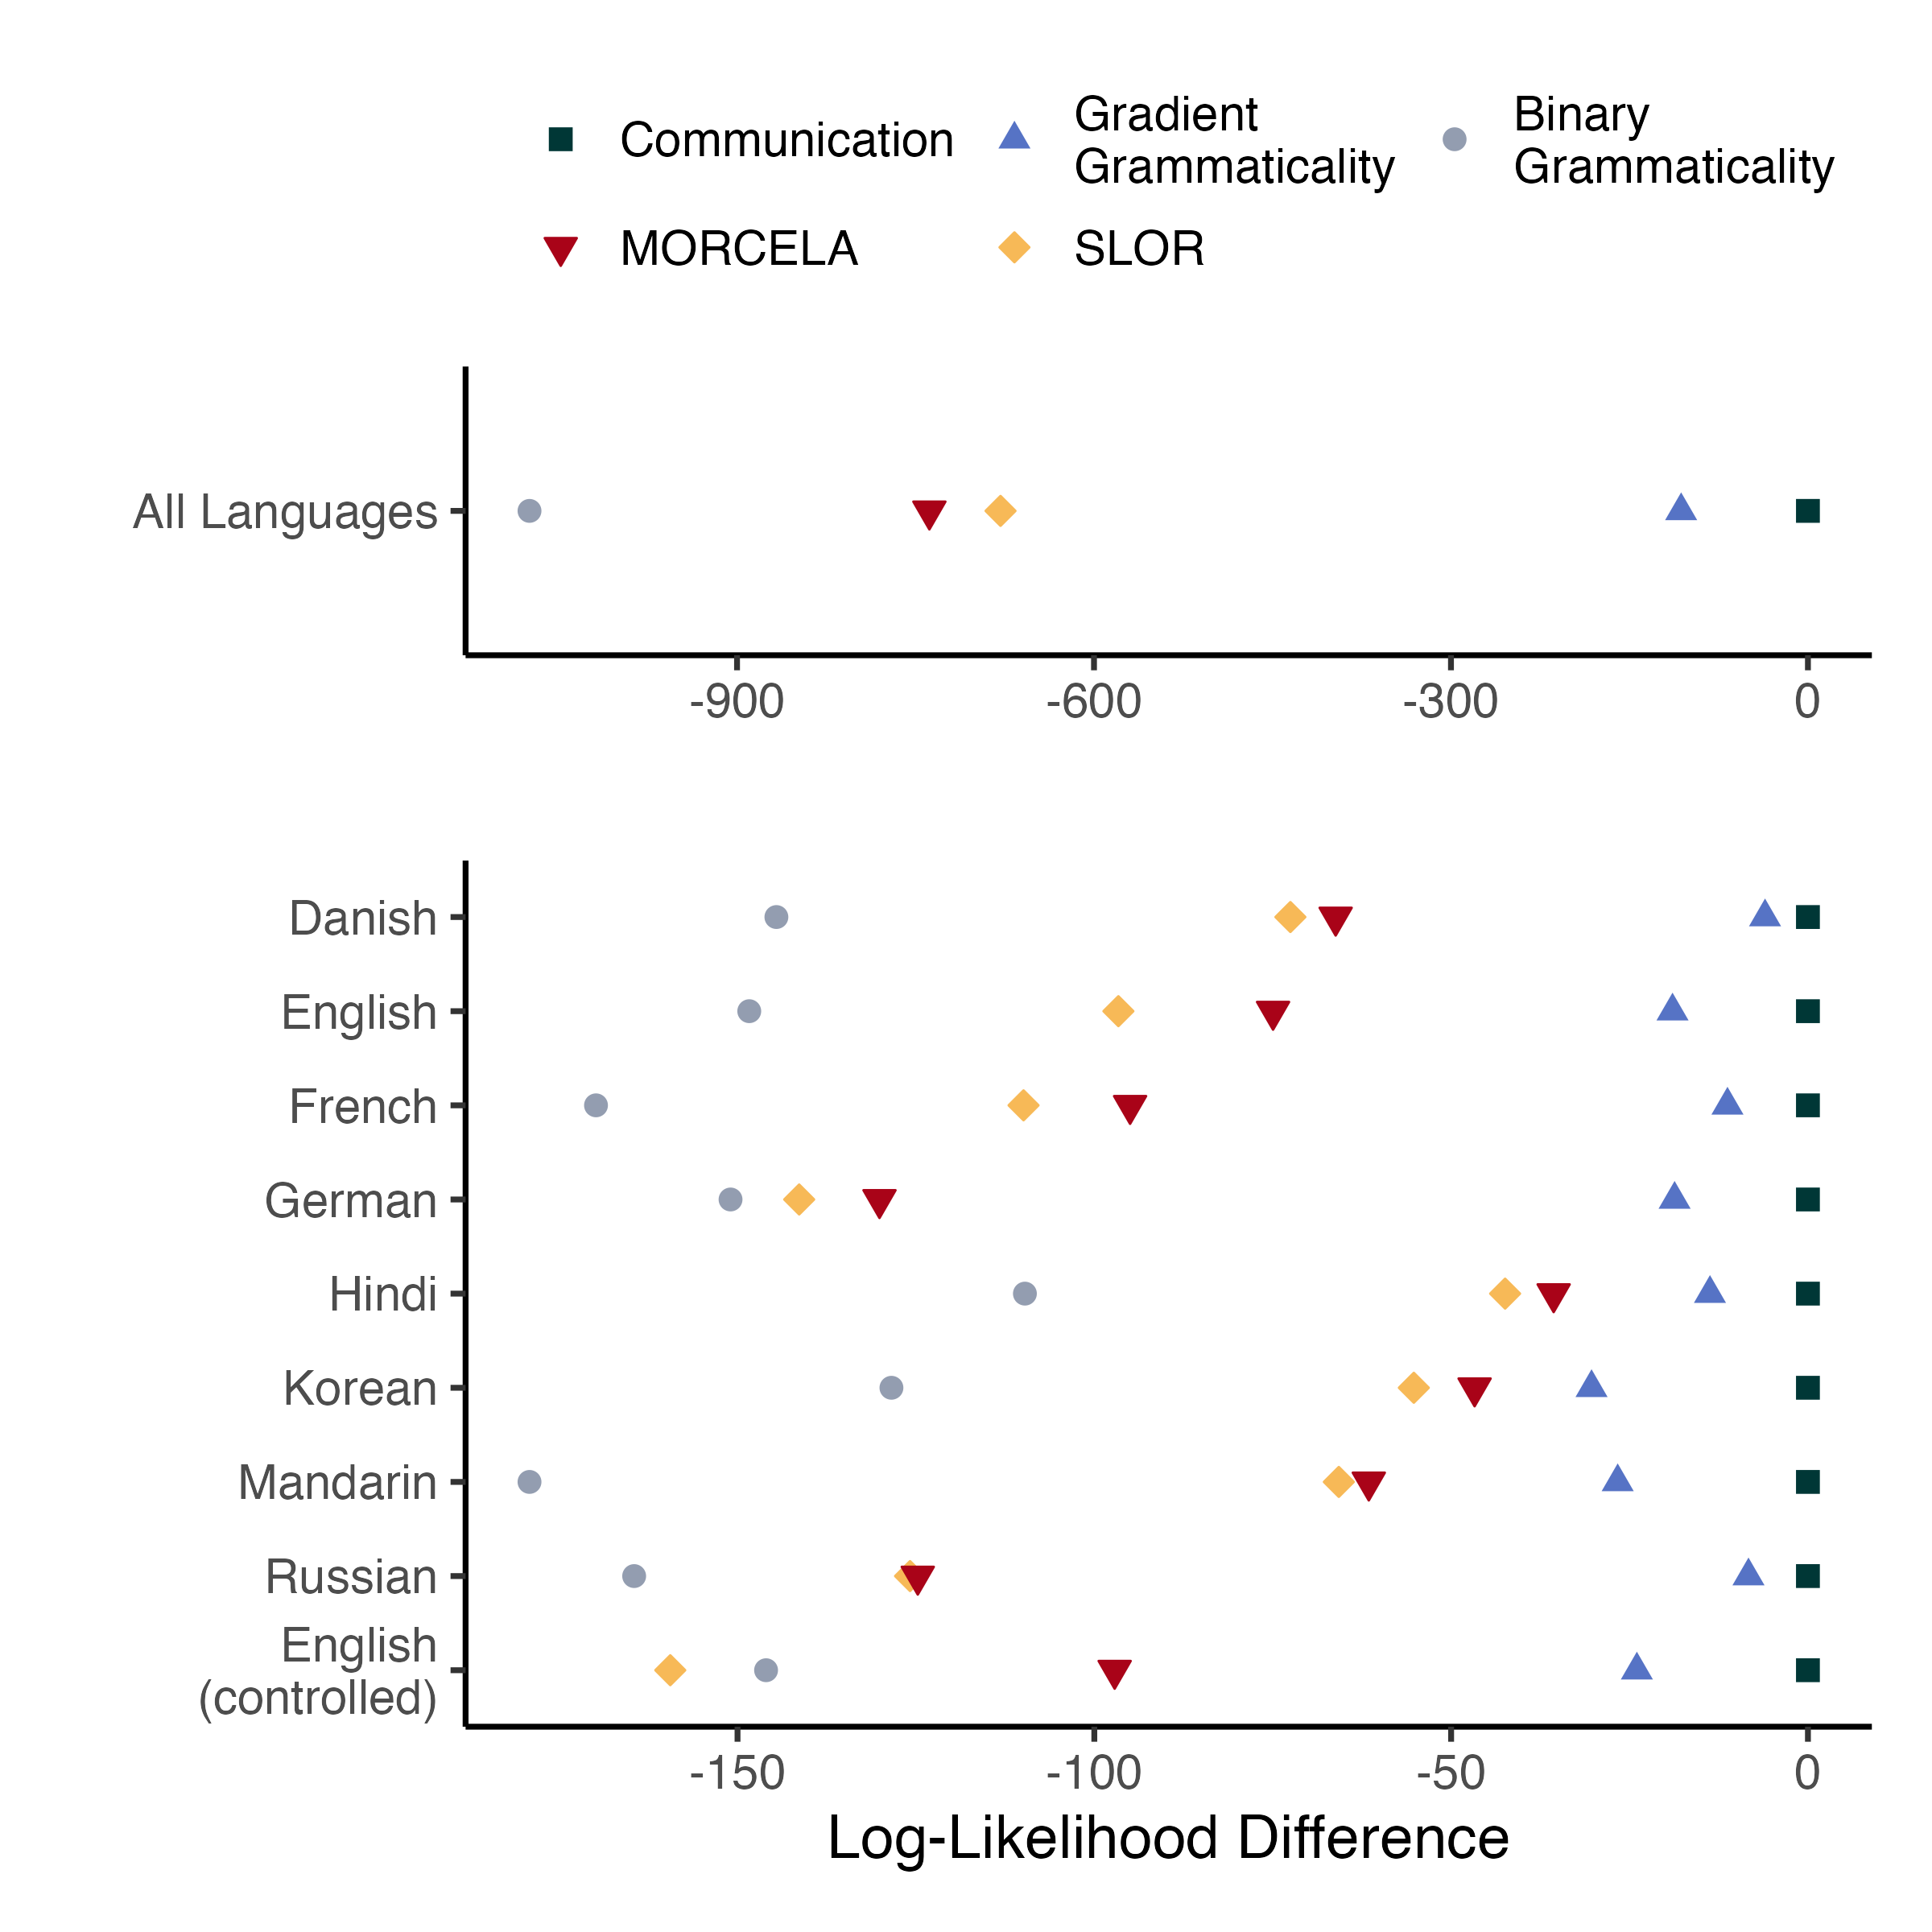 Communication
Gradient
Grammaticality
Binary
Grammaticality
MORCELA
SLOR
All Languages
-900
-600
-300
0
Danish
English
French
German
Hindi
Korean
Mandarin
Russian
English
(controlled)
-150
-100
-50
0
Log-Likelihood Difference